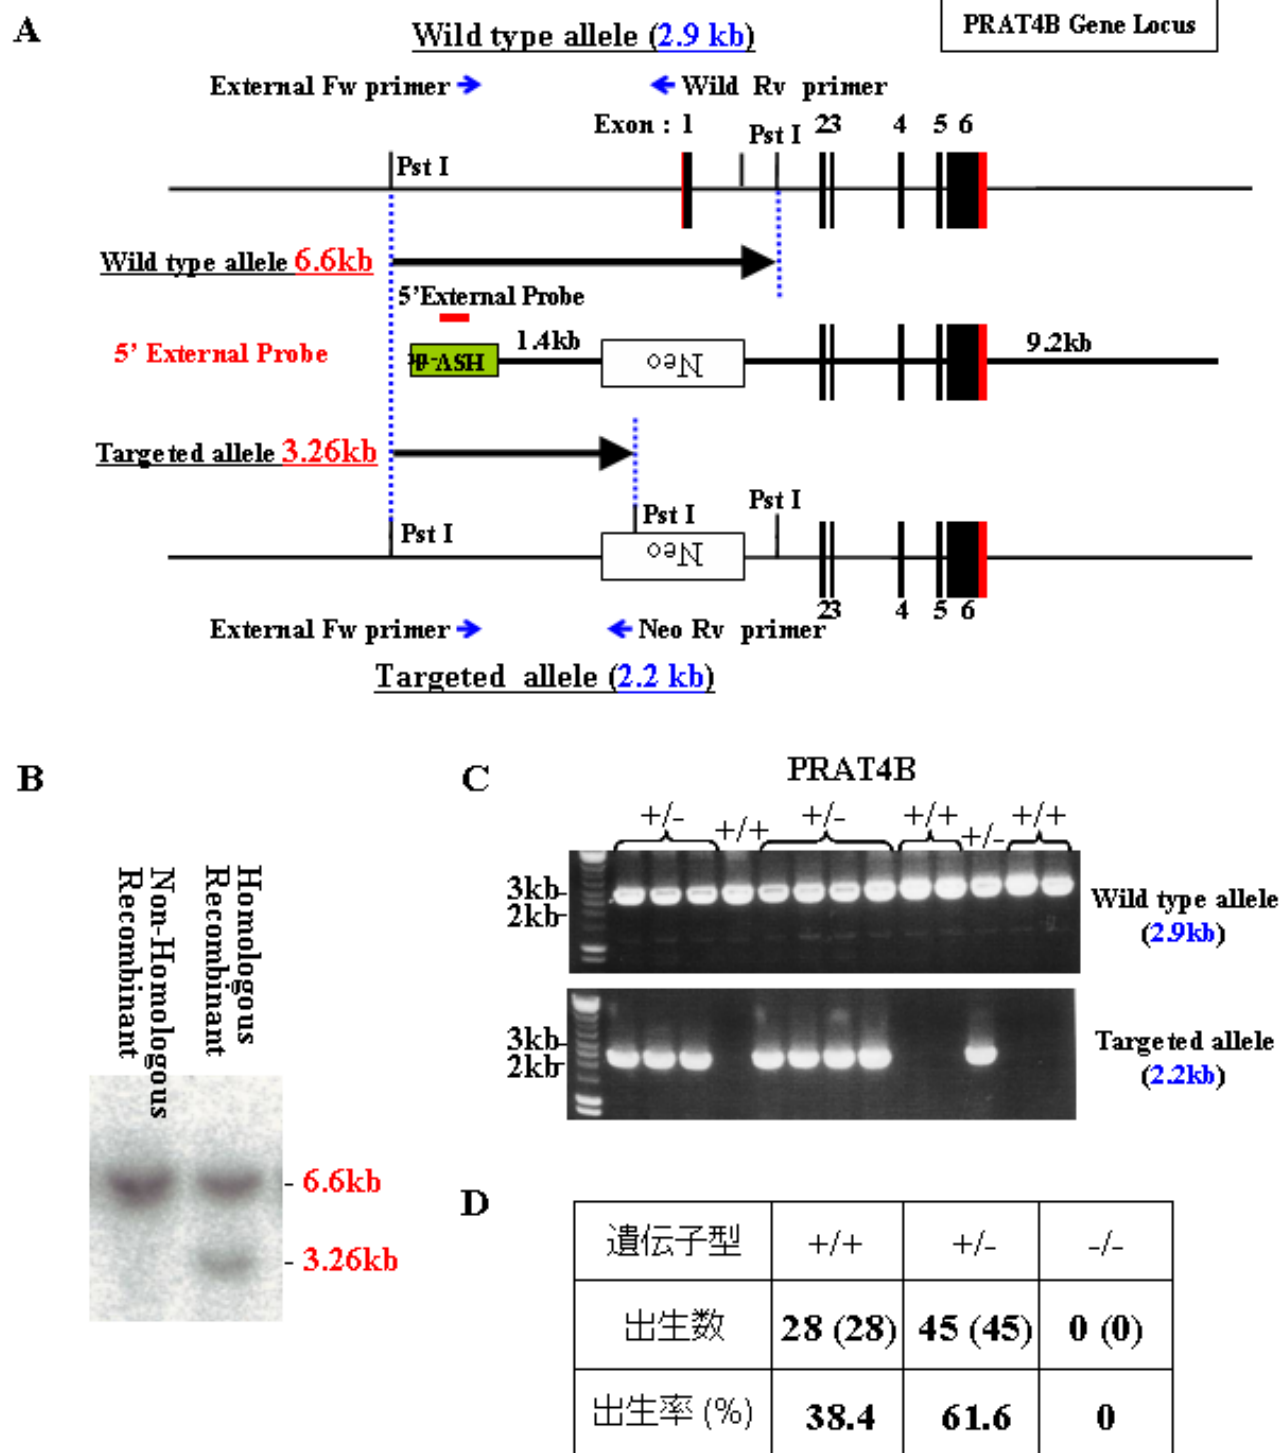 A
Wild type allele (2.9 kb)
PRAT4B Gene Locus
External Fw primer
Wild Rv primer
Exon : 1
Pst I
23
4
5
6
Pst I
Wild type allele 6.6kb
5' External Probe
5'External Probe
1.4kb
Neo
9.2kb
Targeted allele 3.26kb
Pst I
Pst I
Pst I
Neo
23
4
5
6
External Fw primer
Neo Rv primer
Targeted allele (2.2 kb)
B
Non-Homologous
Recombinant
Homologous
Recombinant
6.6kb
3.26kb
C
PRAT4B
+/-
+/+
+/-
+/+
+/-
+/+
3kb
2kb
Wild type allele
(2.9kb)
3kb
2kb
Targeted allele
(2.2kb)
D
遺伝子型 +/+ +/- -/-
出生数 28 (28) 45 (45) 0 (0)
出生率 (%) 38.4 61.6 0